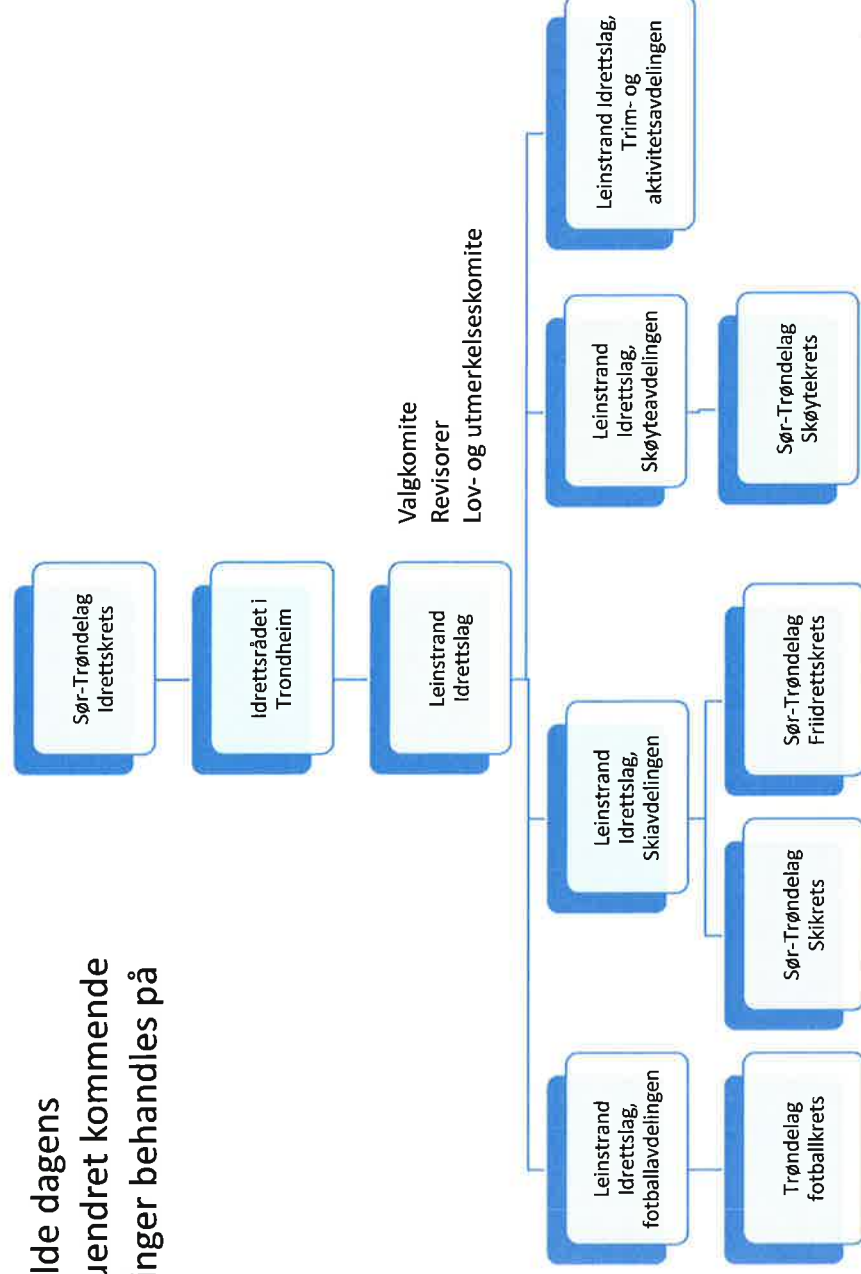 lde dagens
uendret kommende
inger behandles på
Sør-Trøndelag
Idrettskrets
Idrettsrådet i
Trondheim
Leinstrand
Idrettslag
Valgkomite
Revisorer
Lov- og utmerkelseskomite
Leinstrand
Idrettslag,
fotballavdelingen
Leinstrand
Idrettslag,
Skiavdelingen
Leinstrand
Idrettslag,
Skøyteavdelingen
Leinstrand Idrettslag,
Trim- og
aktivitetsavdelingen
Trøndelag
fotballkrets
Sør-Trøndelag
Skikrets
Sør-Trøndelag
Friidrettskrets
Sør-Trøndelag
Skøytekrets